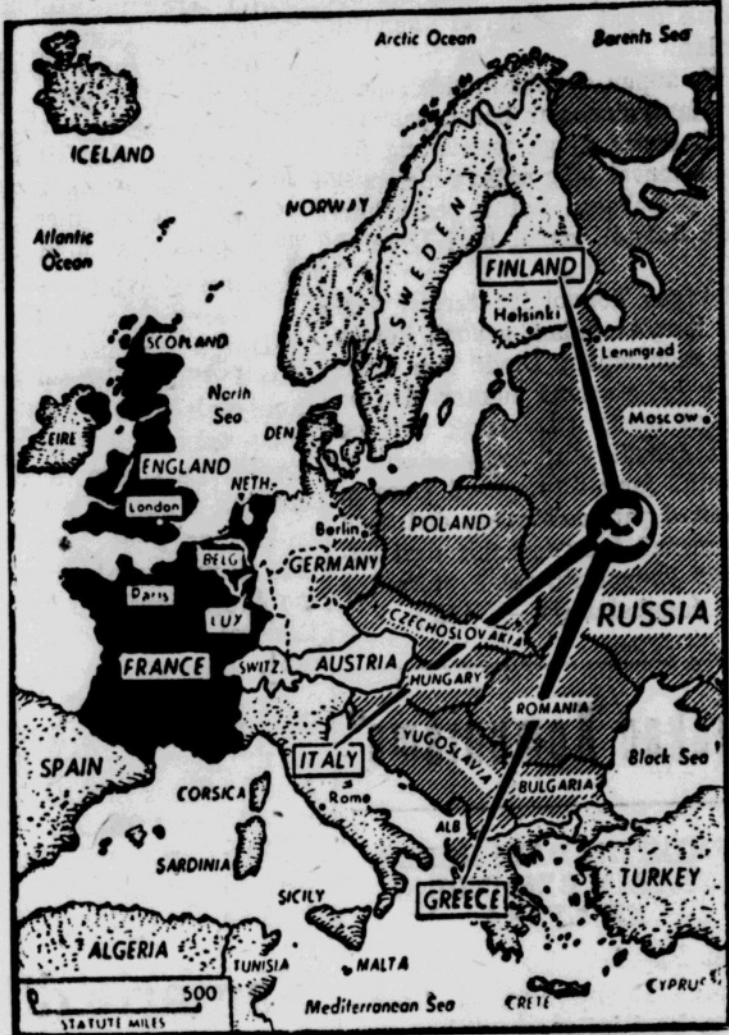 Arctic Ocean
Barents Sea
ICELAND
NORWAY
Atlantic
Ocean
SWEDEN
FINLAND
Helsinki
SCOTLAND
Leningrad
North
Sea
Moscow
EIRE
DEN
ENGLAND
NETH.
London
Berlin
POLAND
BELG
GERMANY
Paris
LUX
CZECHOSLOVAKIA
RUSSIA
FRANCE
SWITZ.
AUSTRIA
HUNGARY
ROMANIA
ITALY
YUGOSLAVIA
Black Sea
SPAIN
BULGARIA
CORSICA
Rome
ALB
SARDINIA
TURKEY
SICILY
GREECE
ALGERIA
TUNISIA
MALTA
CRETE
CYPRUS
0 500
STATUTE MILES
Mediterranean Sea